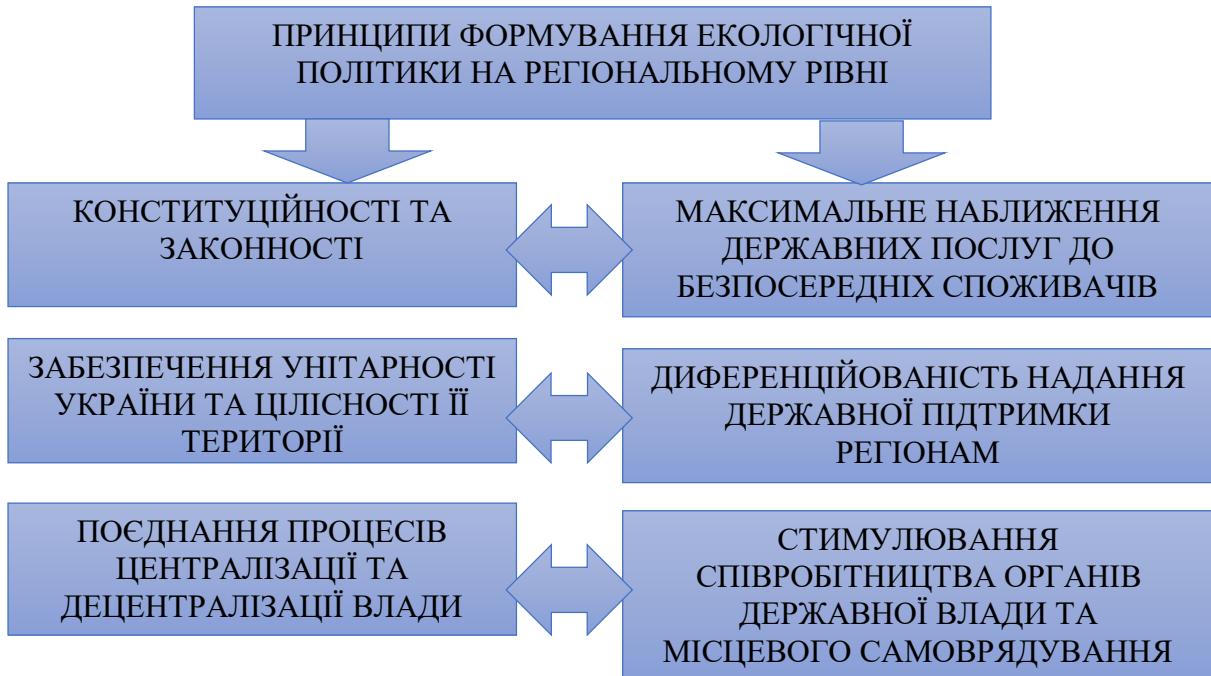 ПРИНЦИПИ ФОРМУВАННЯ ЕКОЛОГІЧНОЇ
ПОЛІТИКИ НА РЕГІОНАЛЬНОМУ РІВНІ
КОНСТИТУЦІЙНОСТІ ТА
ЗАКОННОСТІ
МАКСИМАЛЬНЕ НАБЛИЖЕННЯ
ДЕРЖАВНИХ ПОСЛУГ ДО
БЕЗПОСЕРЕДНІХ СПОЖИВАЧІВ
ЗАБЕЗПЕЧЕННЯ УНІТАРНОСТІ
УКРАЇНИ ТА ЦІЛІСНОСТІ ЇЇ
ТЕРИТОРІЇ
ДИФЕРЕНЦІЙОВАНІСТЬ НАДАННЯ
ДЕРЖАВНОЇ ПІДТРИМКИ
РЕГІОНАМ
ПОЄДНАННЯ ПРОЦЕСІВ
ЦЕНТРАЛІЗАЦІЇ ТА
ДЕЦЕНТРАЛІЗАЦІЇ ВЛАДИ
СТИМУЛЮВАННЯ
СПІВРОБІТНИЦТВА ОРГАНІВ
ДЕРЖАВНОЇ ВЛАДИ ТА
МІСЦЕВОГО САМОВРЯДУВАННЯ